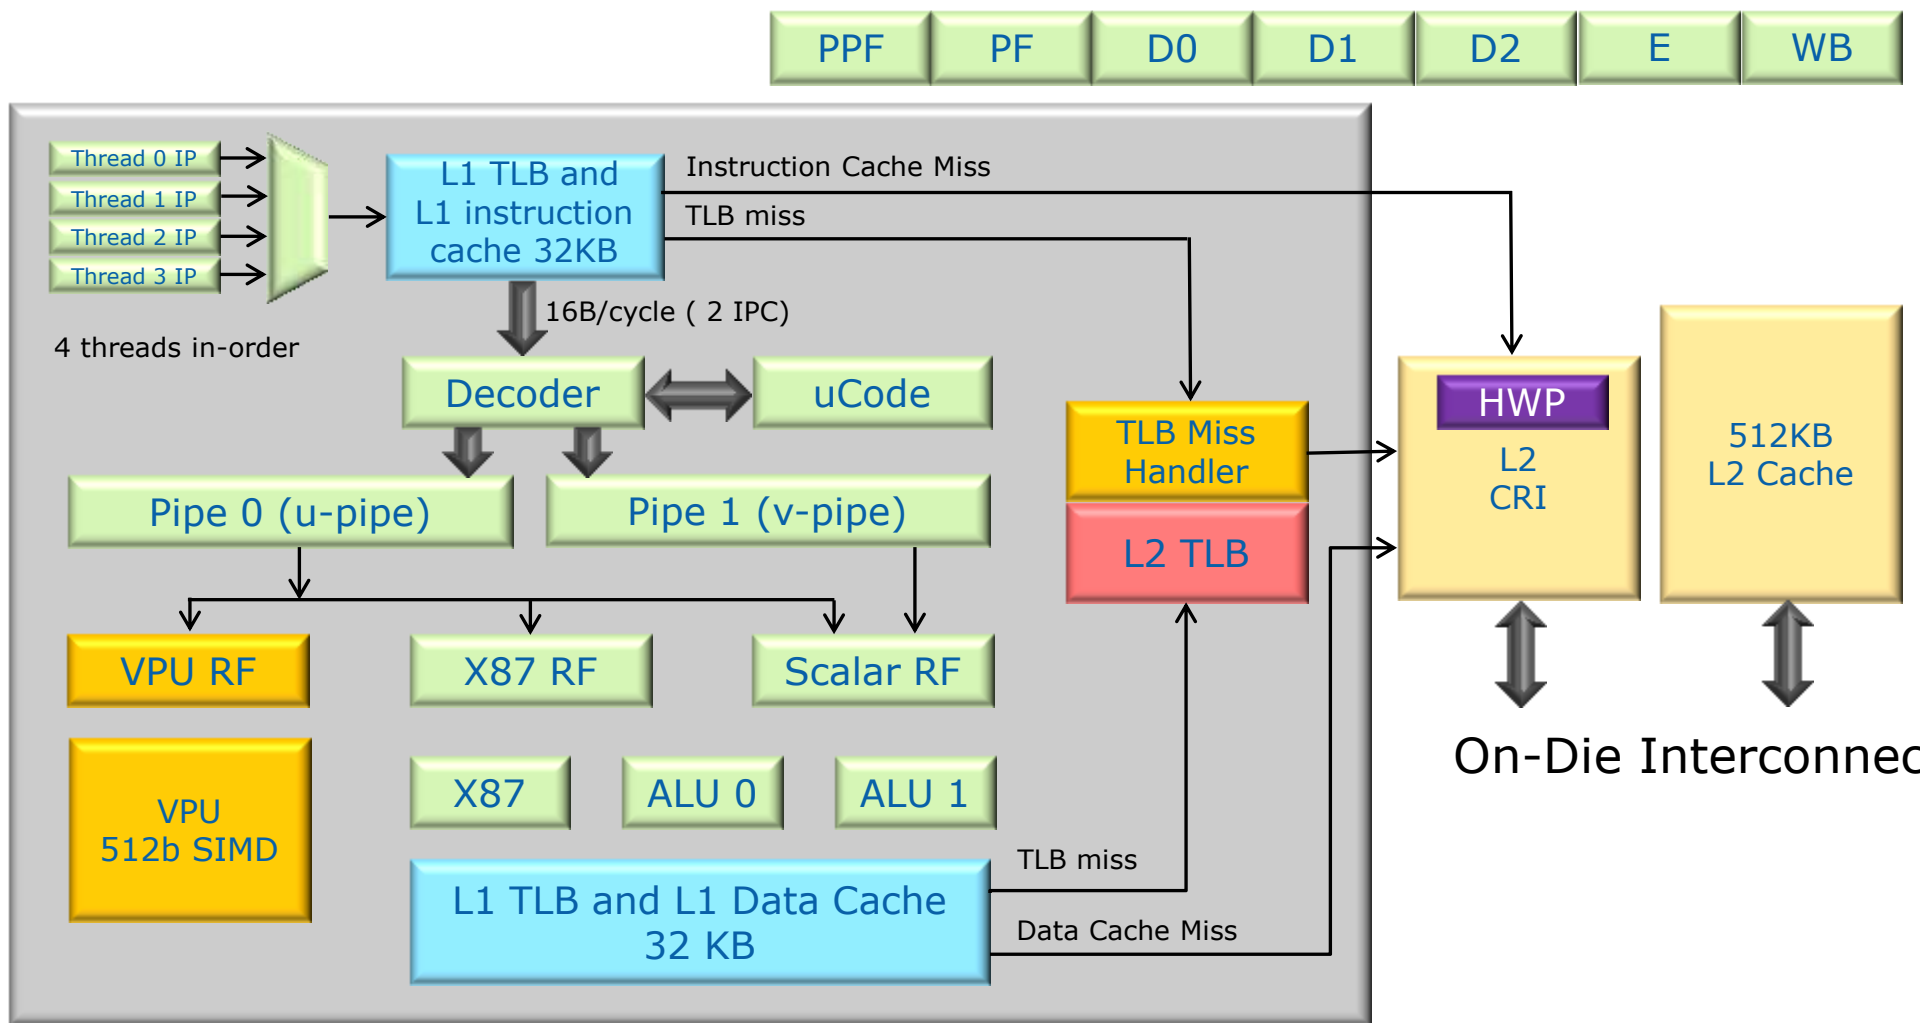 PPF PF D0 D1 D2 E WB
Thread 0 IP
Thread 1 IP
Thread 2 IP
Thread 3 IP
4 threads in-order
L1 TLB and
L1 instruction
cache 32KB
Instruction Cache Miss
TLB miss
16B/cycle ( 2 IPC)
Decoder
uCode
Pipe 0 (u-pipe)
Pipe 1 (v-pipe)
TLB Miss
Handler
L2 TLB
HWP
L2
CRI
512KB
L2 Cache
VPU RF
X87 RF
Scalar RF
VPU
512b SIMD
X87
ALU 0
ALU 1
On-Die Interconnec
L1 TLB and L1 Data Cache
32 KB
TLB miss
Data Cache Miss